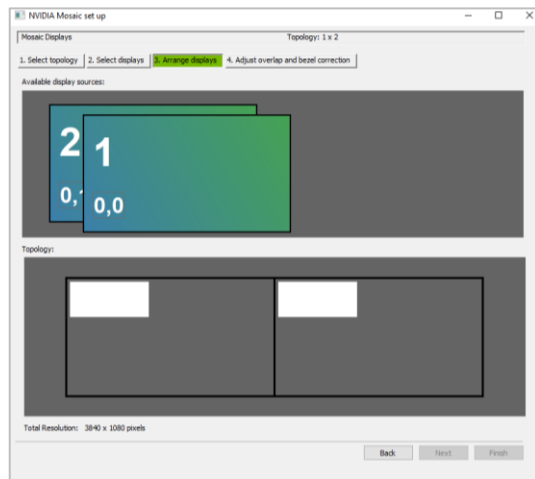 NVIDIA Mosaic set up
Mosaic Displays Topology: 1 x 2
1. Select topology 2. Select displays 3. Arrange displays 4. Adjust overlap and bezel correction
Available display sources:
2 1
0, 0,0
Topology:
Total Resolution: 3840 x 1080 pixels
Back Next Finish